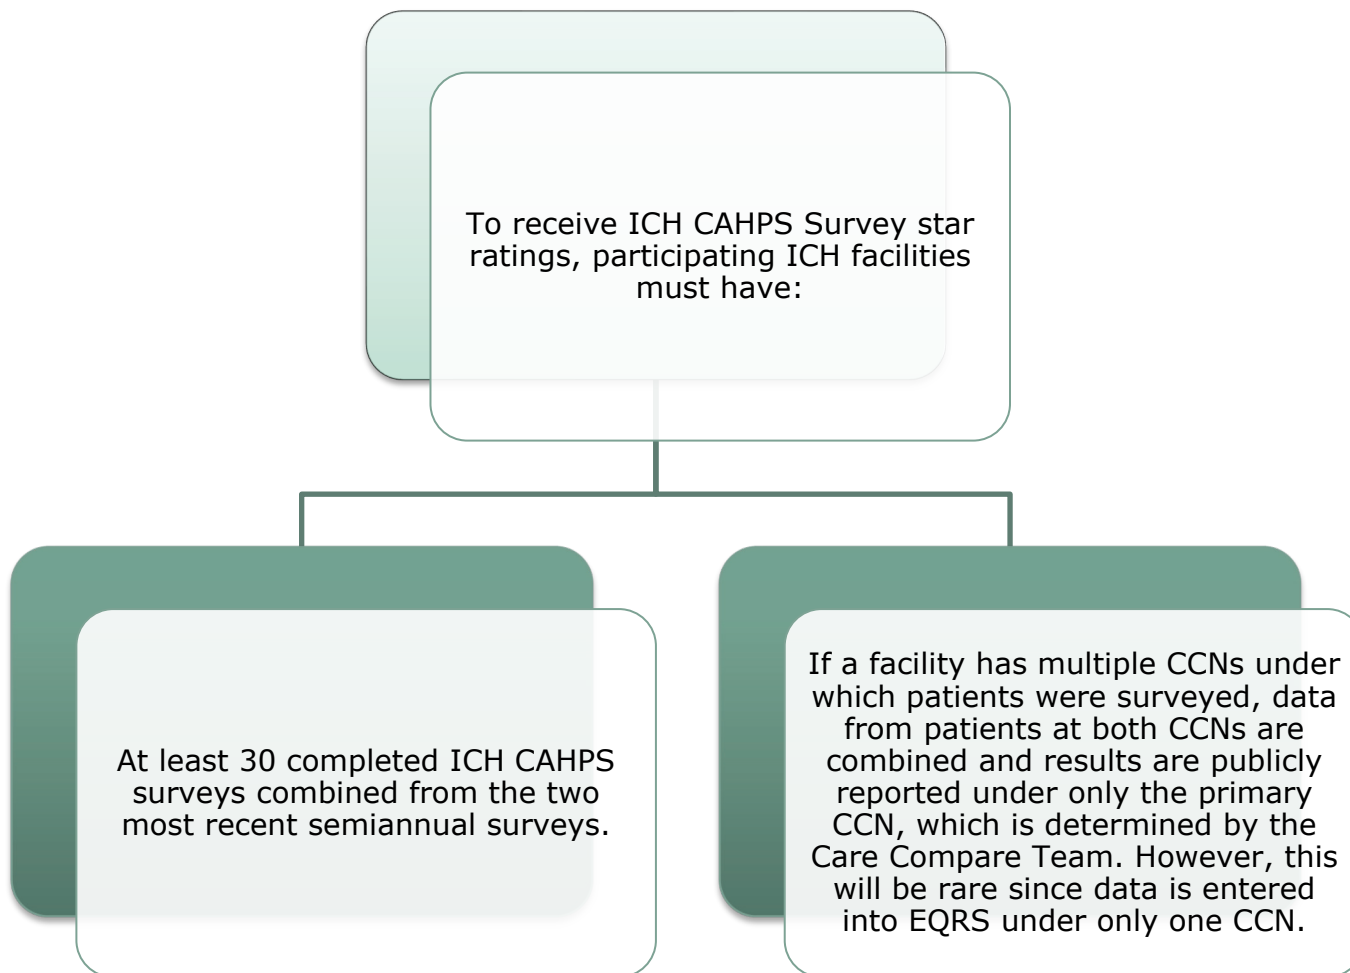 To receive ICH CAHPS Survey star
ratings, participating ICH facilities
must have:
At least 30 completed ICH CAHPS
surveys combined from the two
most recent semiannual surveys.
If a facility has multiple CCNs under
which patients were surveyed, data
from patients at both CCNs are
combined and results are publicly
reported under only the primary
CCN, which is determined by the
Care Compare Team. However, this
will be rare since data is entered
into EQRS under only one CCN.